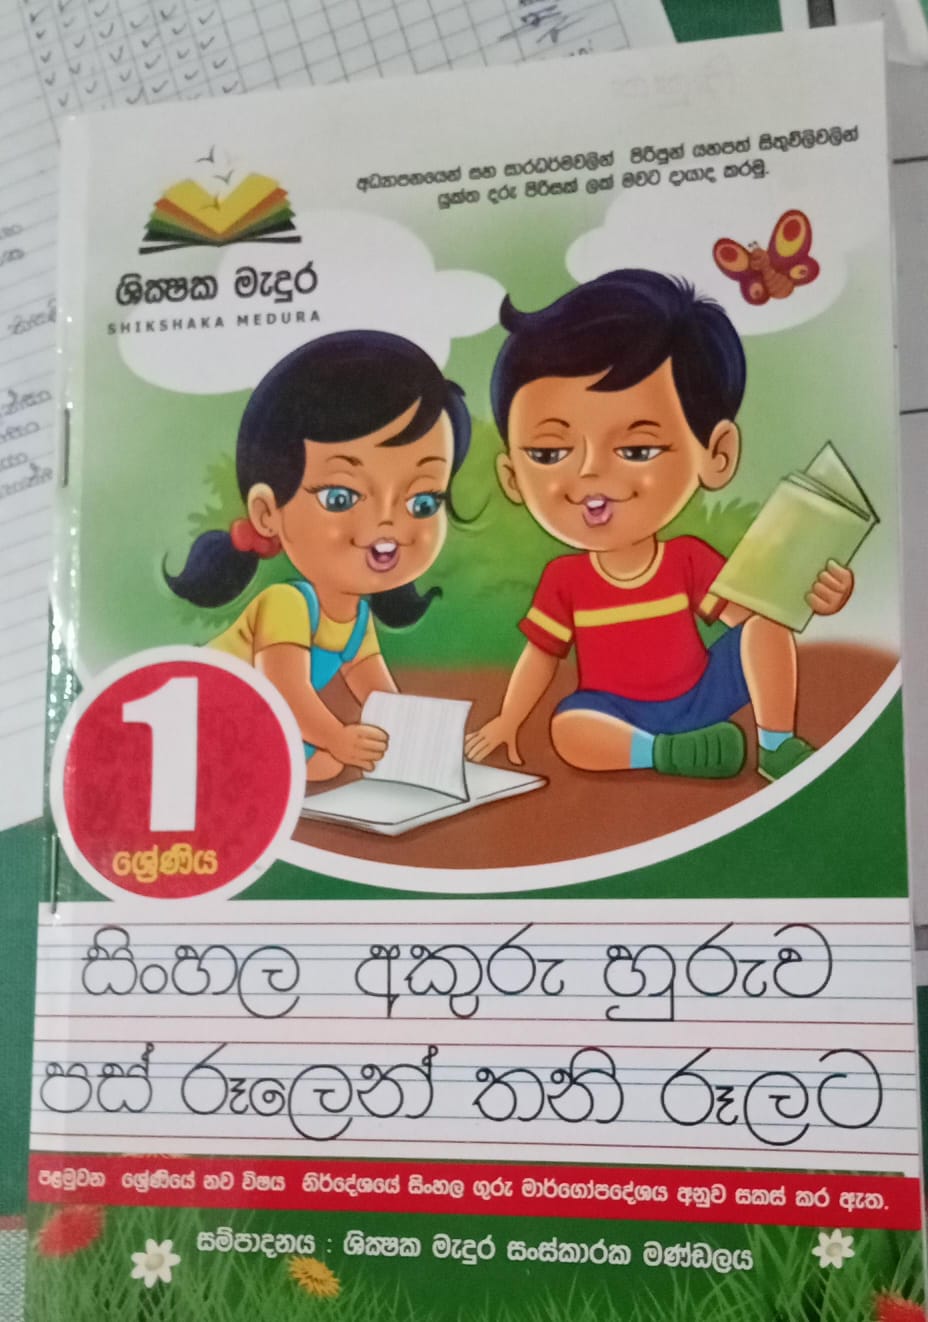 අධ්‍යාපනයෙන් සහ සාරධර්මවලින් පිරිපුන් යහපත් සිතුවිලිවලින්
යුක්ත දරු පිරිසක් ලක් මවට දායාද කරමු.
ශික්ෂක මැදුර
SHIKSHAKA MEDURA
1
ශ්‍රේණිය
සිංහල අකුරු හුරුව
පස් රූලෙන් තනි රූලට
පළමුවන ශ්‍රේණියේ නව විෂය නිර්දේශයේ සිංහල ගුරු මාර්ගෝපදේශය අනුව සකස් කර ඇත.
සම්පාදනය : ශික්ෂක මැදුර සංස්කාරක මණ්ඩලය